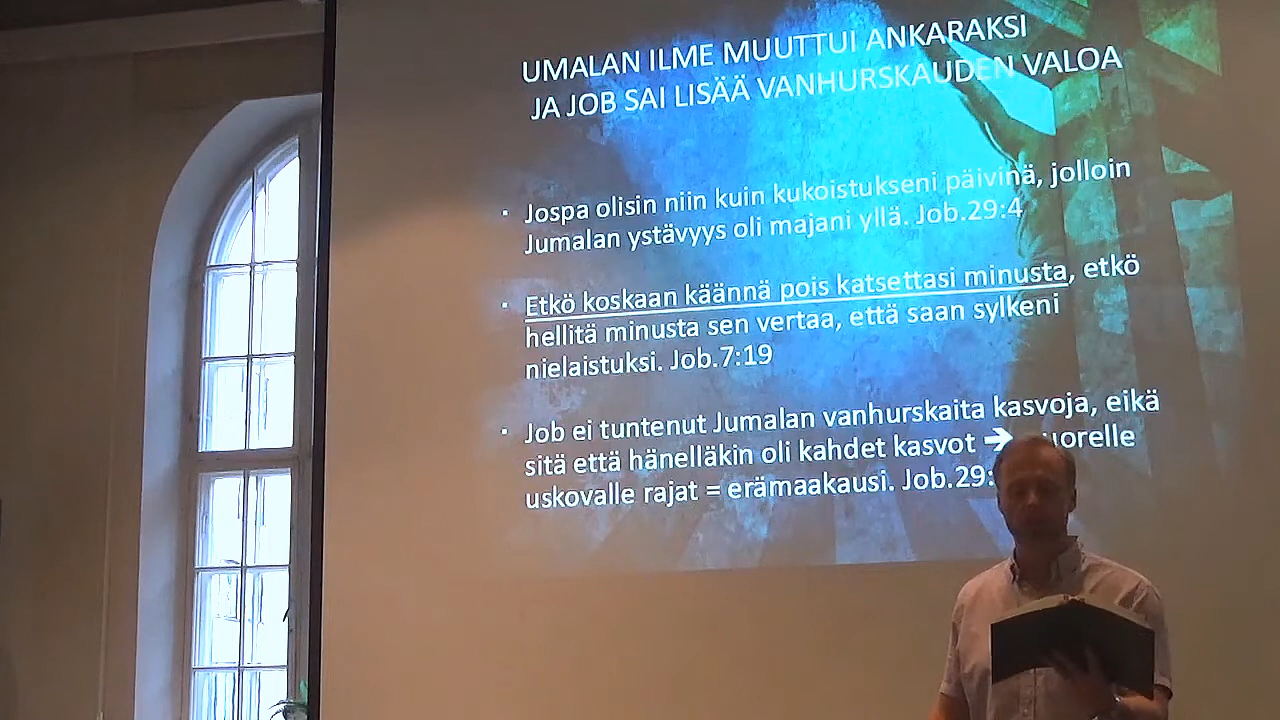 UMALAN ILME MUUTTUI ANKARAKSI
JA JOB SAI LISÄÄ VANHURSKAUDEN VALOA
Jospa olisin niin kuin kukoistukseni päivinä, jolloin
Jumalan ystävyys oli majani yllä. Job.29:4
Etkö koskaan käännä pois katsettasi minusta, etkö
hellitä minusta sen vertaa, että saan sylkeni
nielaistuksi. Job.7:19
Job ei tuntenut Jumalan vanhurskaita kasvoja, eikä
sitä että hänelläkin oli kahdet kasvot ➔ uorelle
uskovalle rajat = erämaakausi. Job.29: